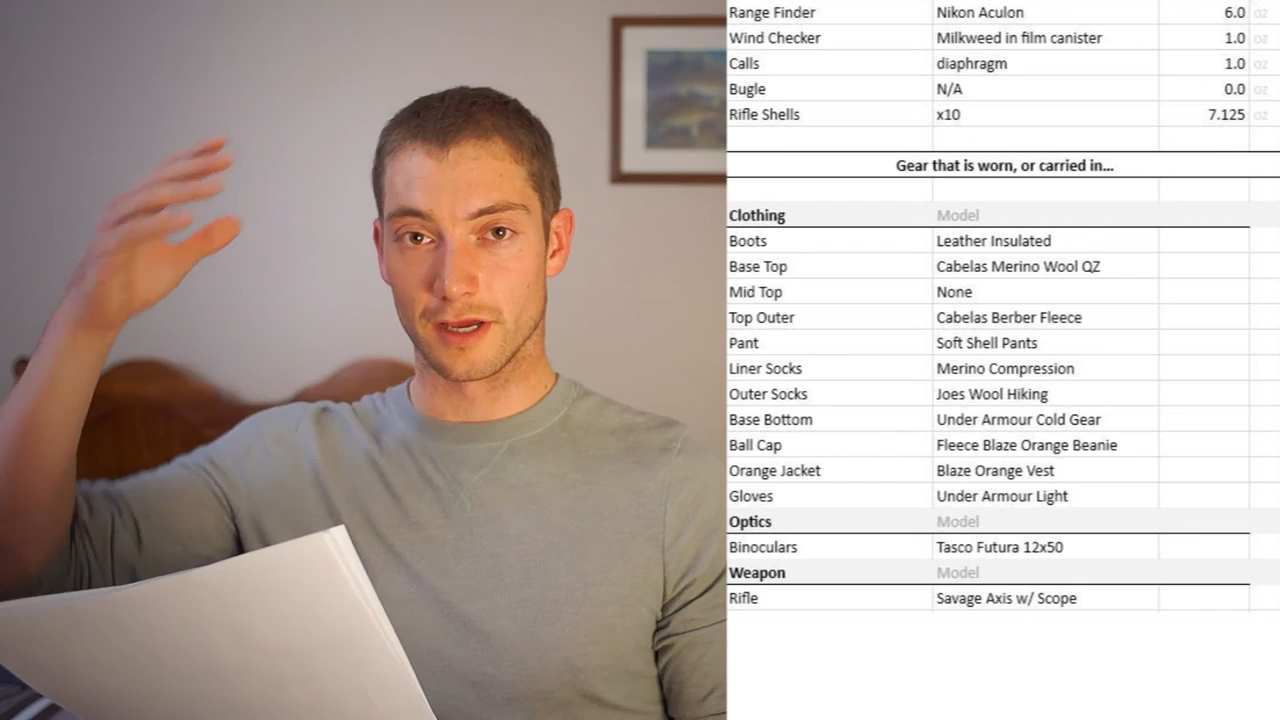 Range Finder Nikon Aculon 6.0 oz
Wind Checker Milkweed in film canister 1.0 oz
Calls diaphragm 1.0 oz
Bugle N/A 0.0 oz
Rifle Shells x10 7.125 oz
Gear that is worn, or carried in...
Clothing Model
Boots Leather Insulated
Base Top Cabelas Merino Wool QZ
Mid Top None
Top Outer Cabelas Berber Fleece
Pant Soft Shell Pants
Liner Socks Merino Compression
Outer Socks Joes Wool Hiking
Base Bottom Under Armour Cold Gear
Ball Cap Fleece Blaze Orange Beanie
Orange Jacket Blaze Orange Vest
Gloves Under Armour Light
Optics Model
Binoculars Tasco Futura 12x50
Weapon Model
Rifle Savage Axis w/ Scope